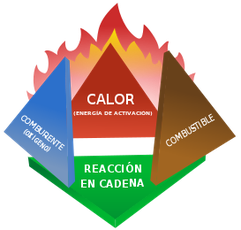 CALOR
(ENERGÍA DE ACTIVACIÓN)
COMBURENTE
(OXÍGENO)
COMBUSTIBLE
REACCIÓN
EN CADENA